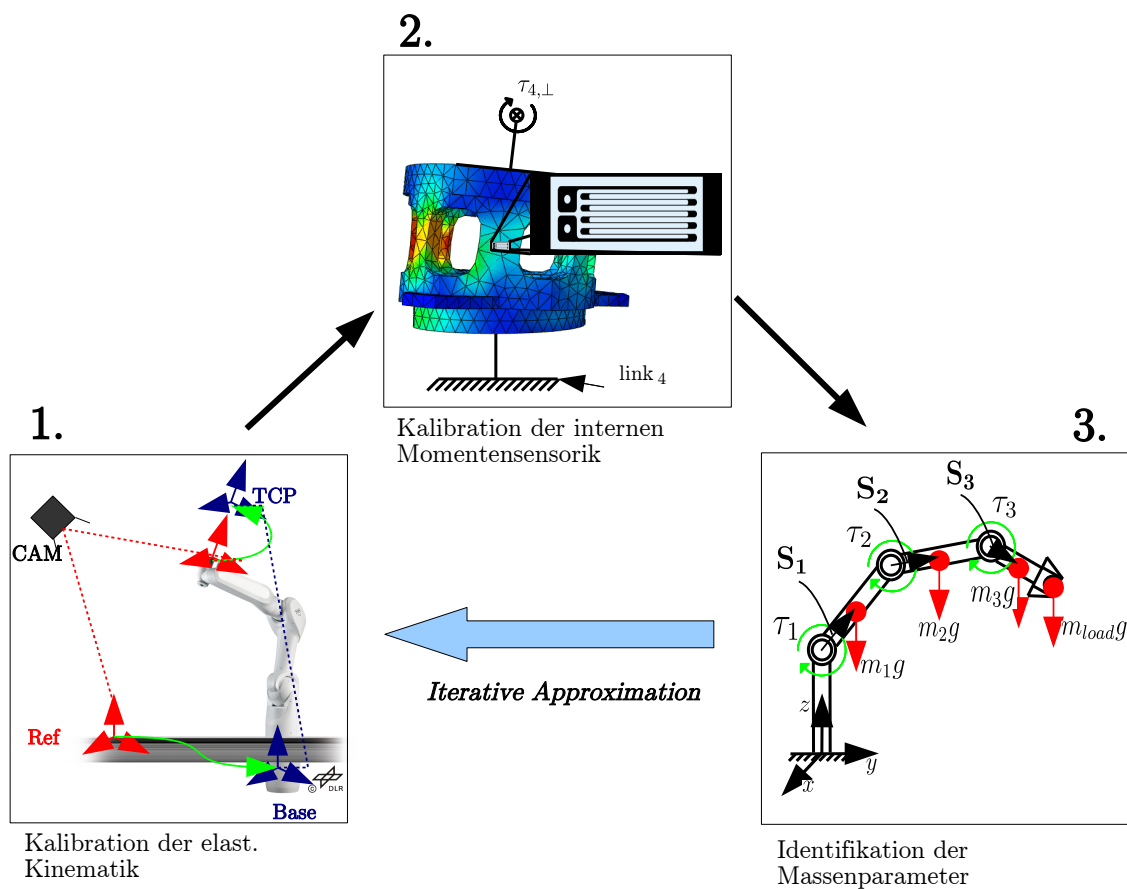 2.
τ4,⊥
link 4
Kalibration der internen
Momentensensorik
1.
TCP
CAM
Ref
Base
© DLR
Kalibration der elast.
Kinematik
Iterative Approximation
3.
S3
S2
τ3
τ2
S1
m3g
τ1
m2g
mloadg
m1g
z
y
x
Identifikation der
Massenparameter